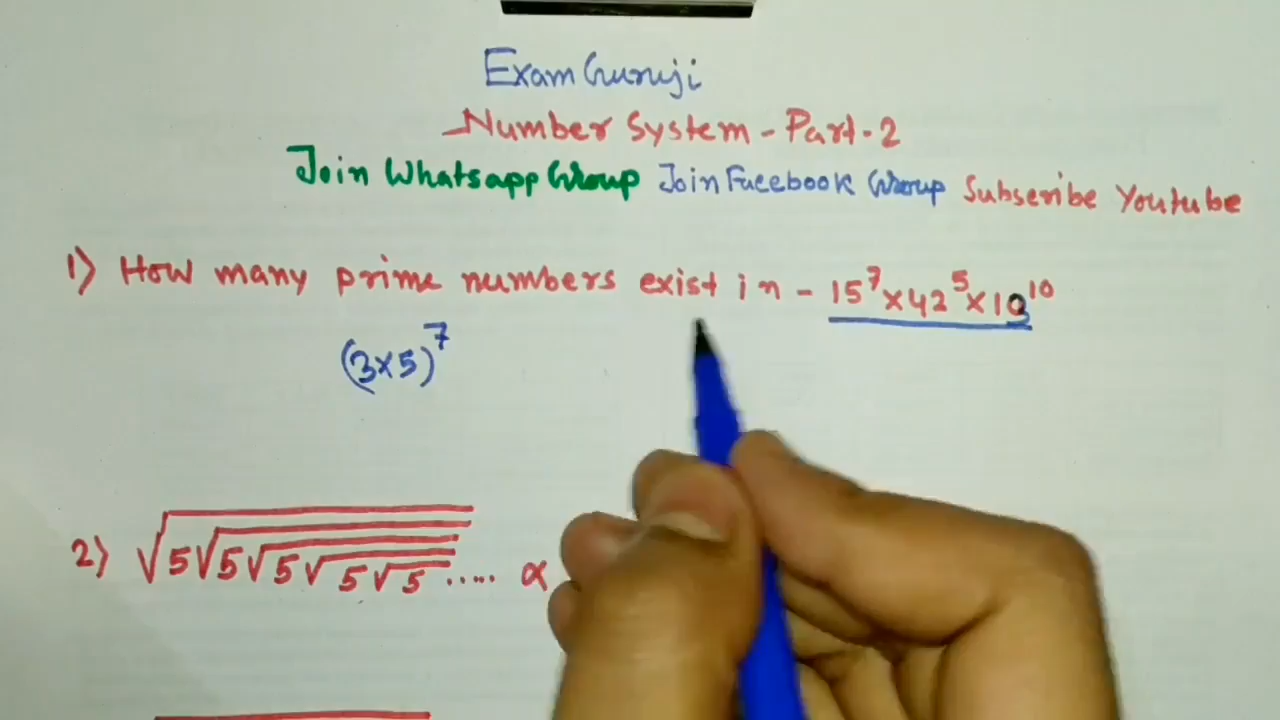 Exam Guruji
Number System - Part - 2
Join Whatsapp Group Join Facebook Group Subscribe Youtube
1) How many prime numbers exist in - 15⁷×42⁵×10¹⁰
(3×5)⁷
2) √5√5√5√5√5..... ∝